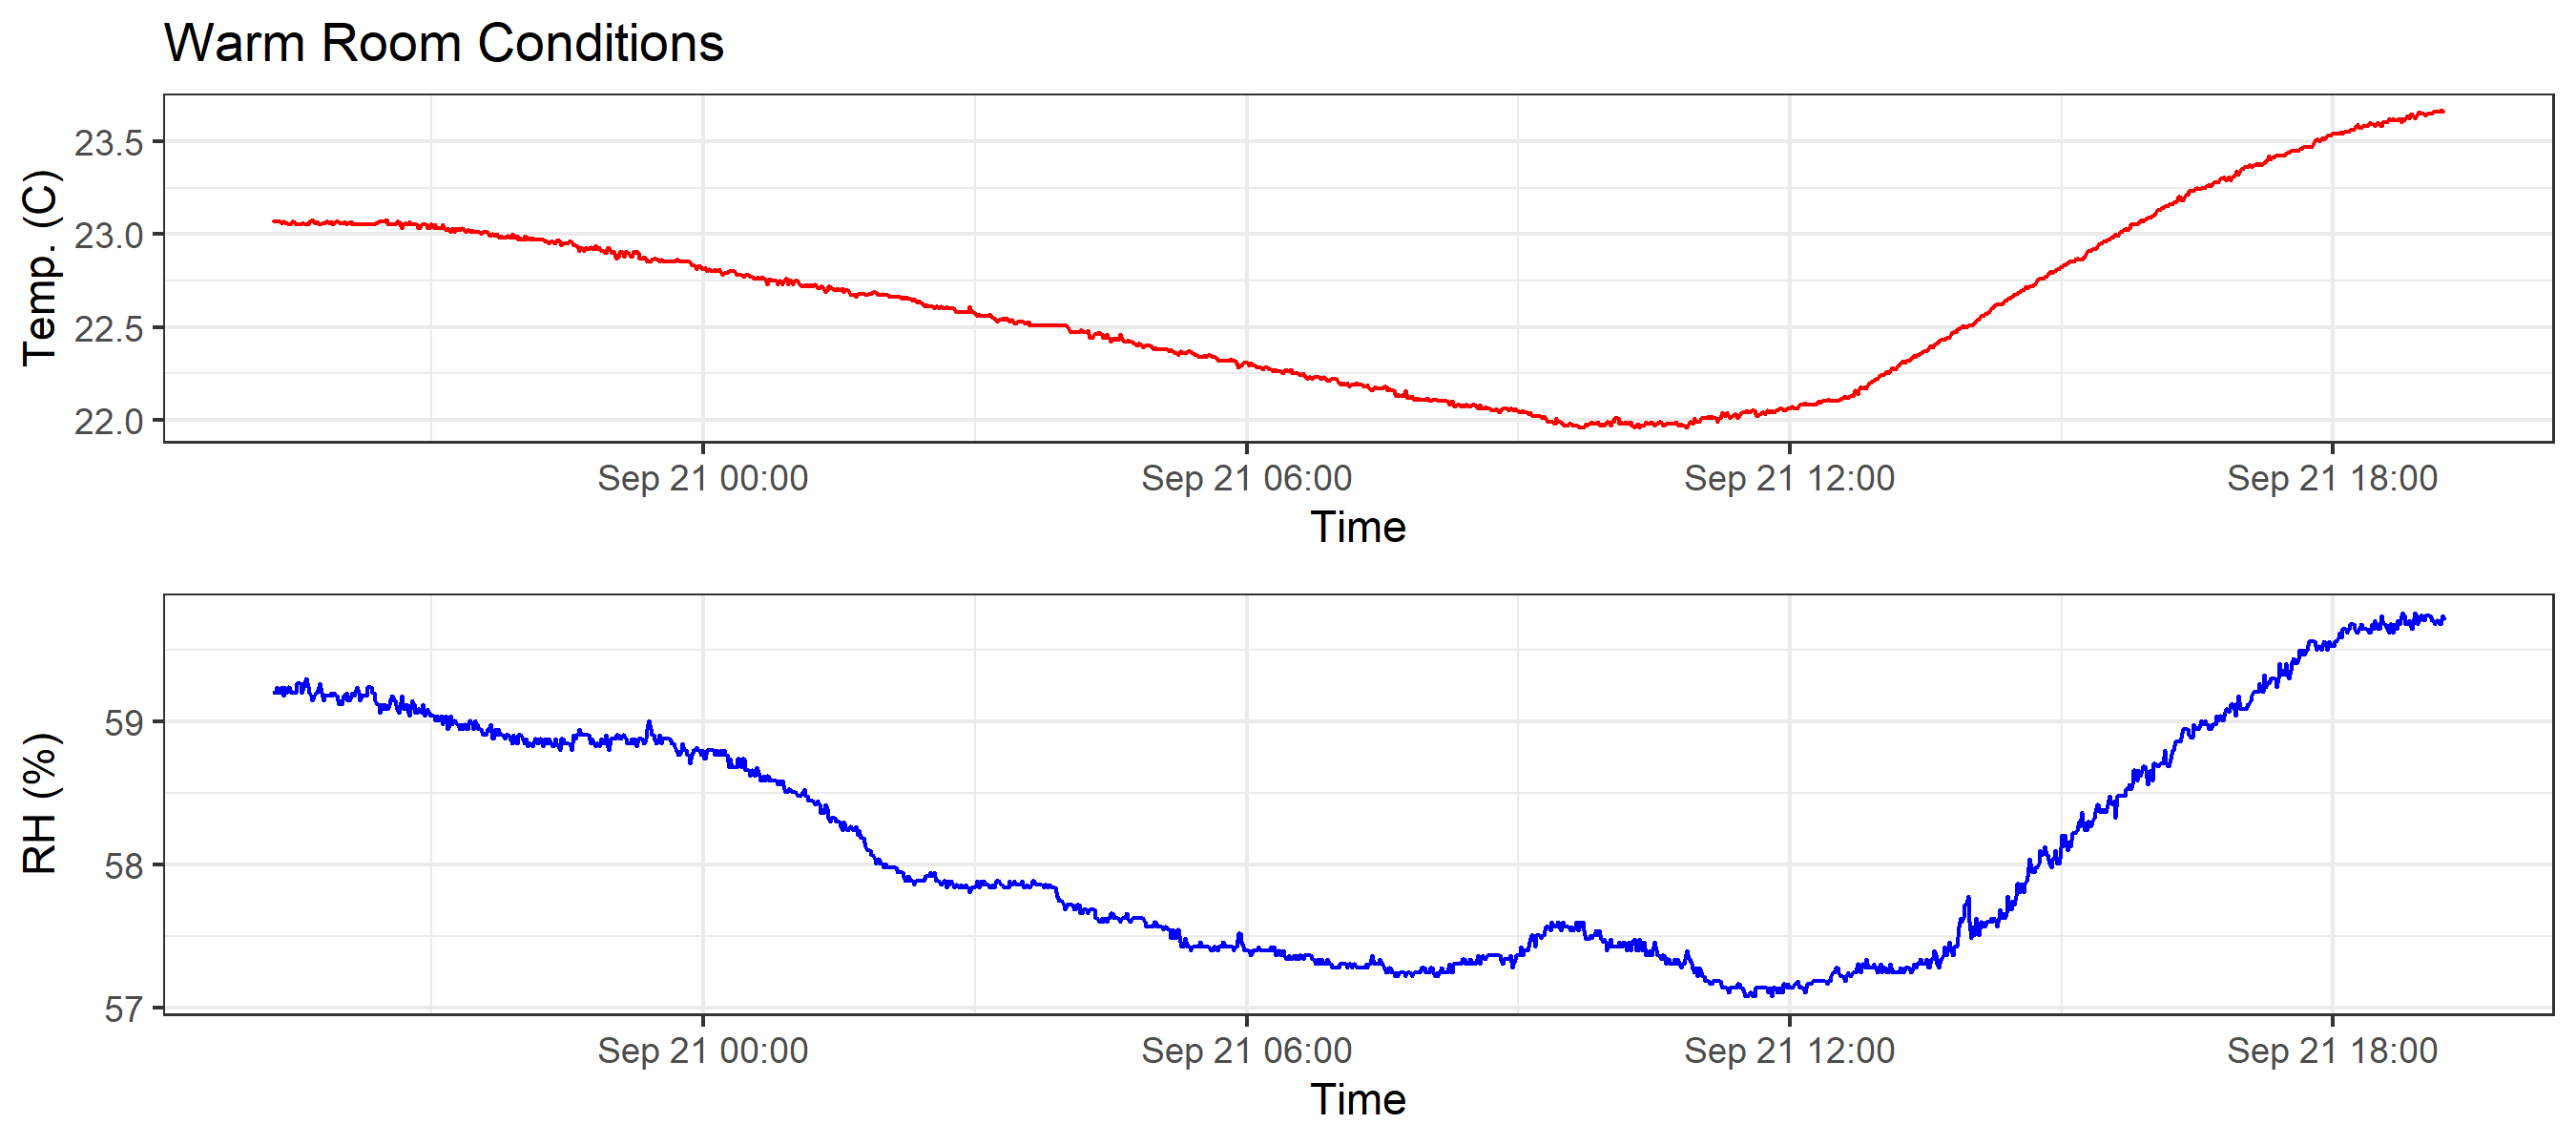 Warm Room Conditions
Temp. (C)
23.5
23.0
22.5
22.0
Sep 21 00:00 Sep 21 06:00 Sep 21 12:00 Sep 21 18:00
Time
RH (%)
59
58
57
Sep 21 00:00 Sep 21 06:00 Sep 21 12:00 Sep 21 18:00
Time